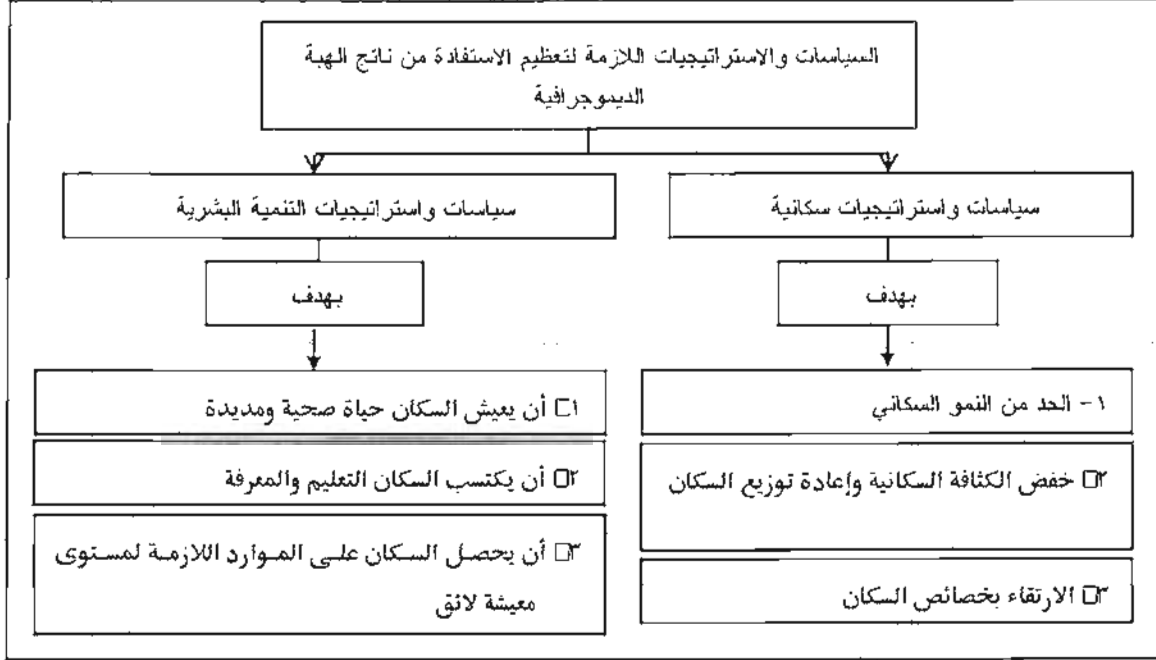 السياسات والاستراتيجيات اللازمة لتعظيم الاستفادة من ناتج الهبة
الديموجرافية
سياسات واستراتيجيات سكانية
سياسات واستراتيجيات التنمية البشرية
بهدف
بهدف
١- الحد من النمو السكاني
٢□ خفض الكثافة السكانية وإعادة توزيع السكان
٣□ الارتقاء بخصائص السكان
١□ أن يعيش السكان حياة صحية ومديدة
٢□ أن يكتسب السكان التعليم والمعرفة
٣□ أن يحصل السكان على الموارد اللازمة لمستوى
معيشة لائق